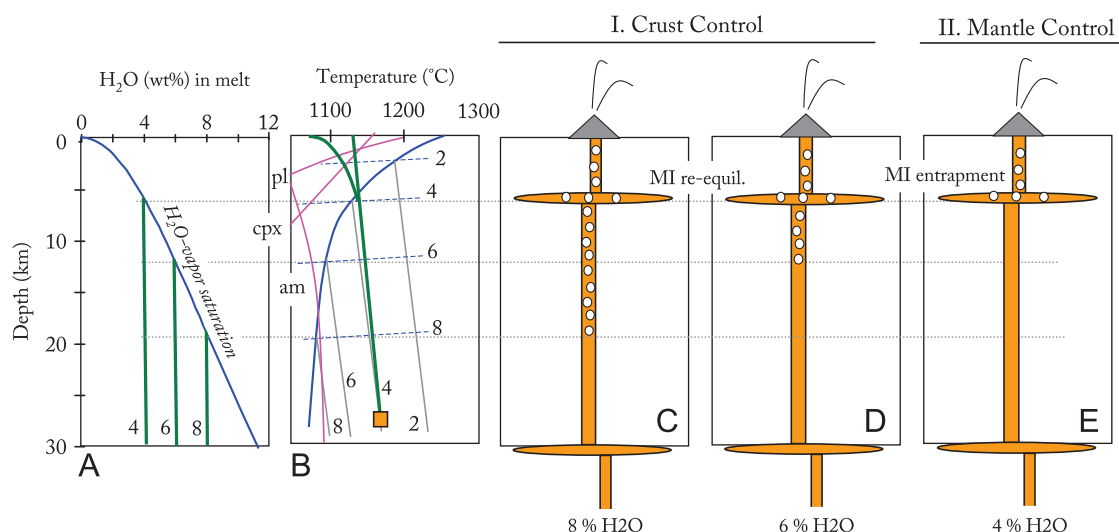 I. Crust Control
II. Mantle Control
H2O (wt%) in melt
0 4 8 12
Temperature (°C)
1100 1200 1300
Depth (km)
0
10
20
30
H2O–vapor saturation
4 6 8
A
pl
cpx
am
2
4
6
8
8 6 4 2
B
MI re-equil.
MI entrapment
C
D
E
8 % H2O
6 % H2O
4 % H2O